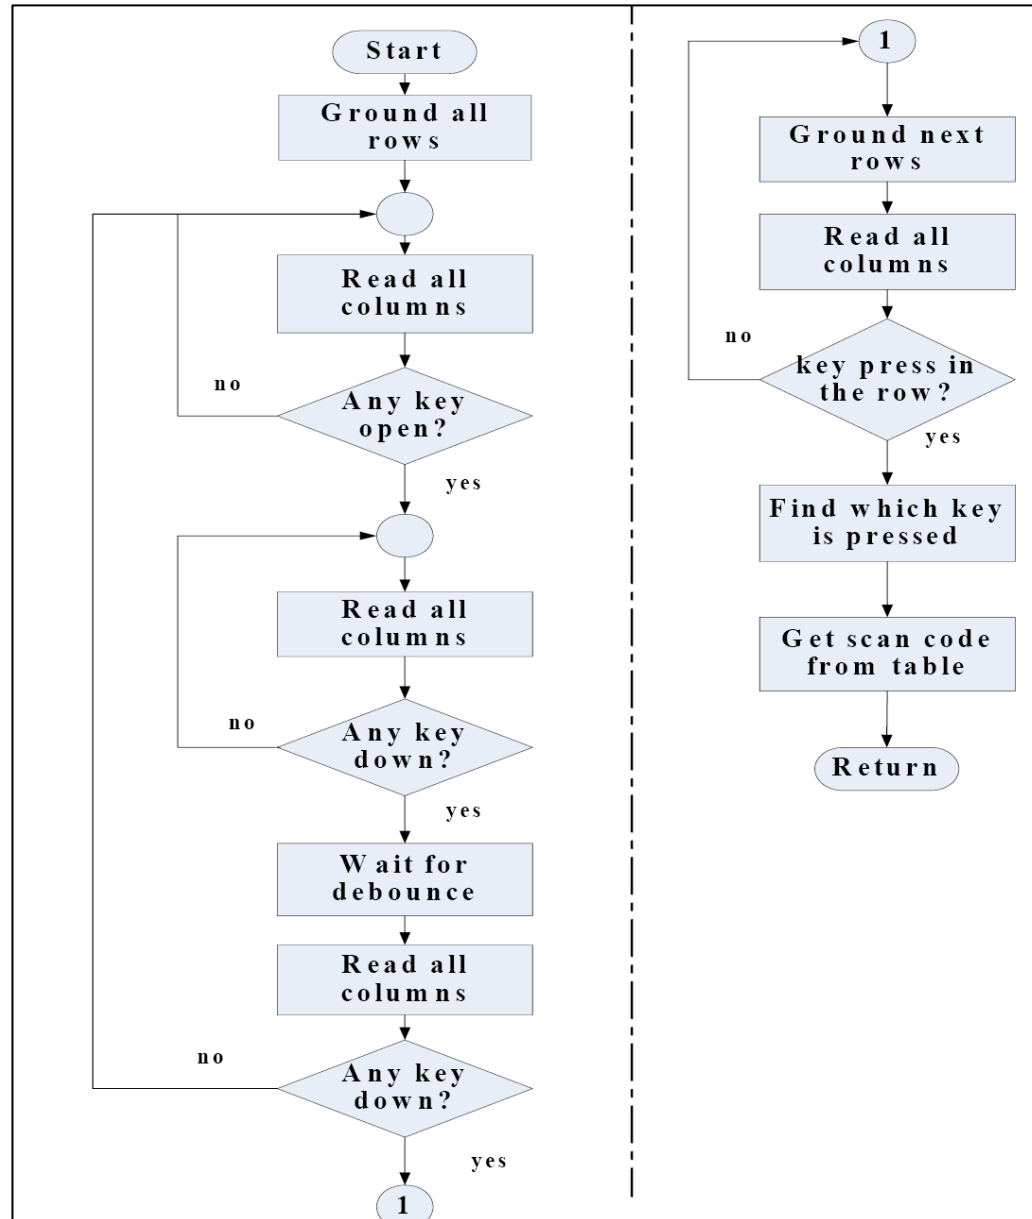 Start
Ground all
rows
Read all
columns
no
Any key
open?
yes
Read all
columns
no
Any key
down?
yes
Wait for
debounce
Read all
columns
no
Any key
down?
yes
1
1
Ground next
rows
Read all
columns
no
key press in
the row?
yes
Find which key
is pressed
Get scan code
from table
Return